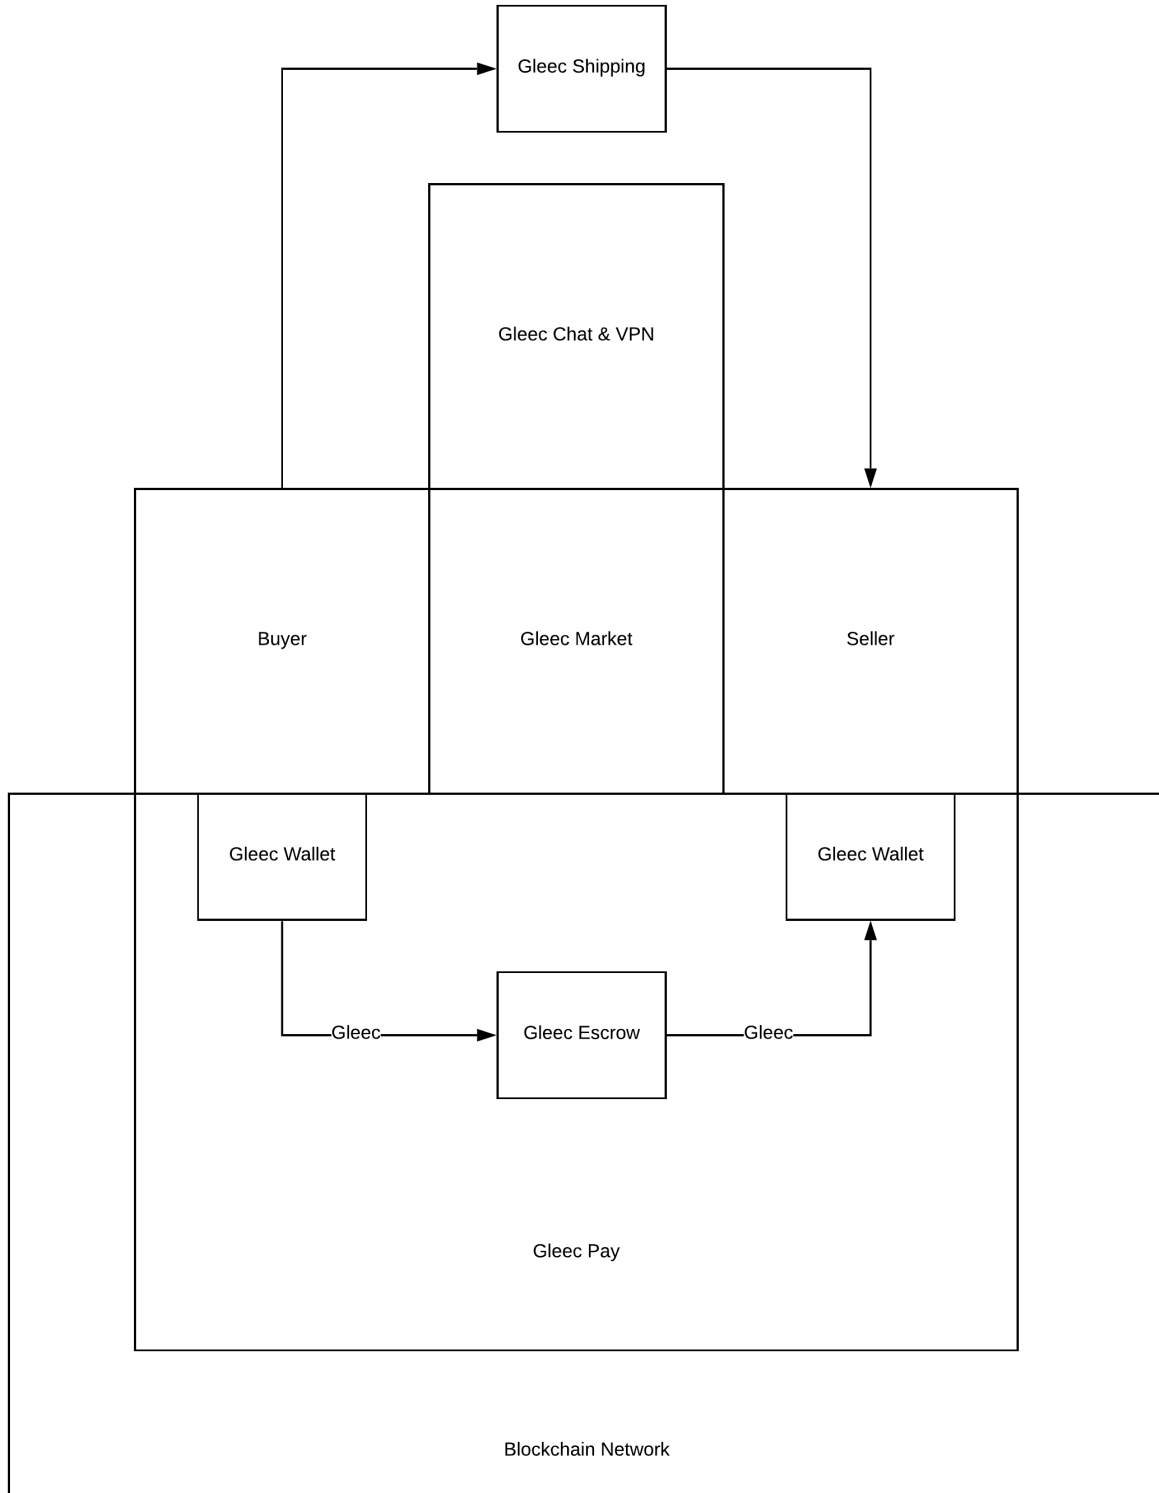 Gleec Shipping
Gleec Chat & VPN
Buyer
Gleec Market
Seller
Gleec Wallet
Gleec Wallet
Gleec
Gleec Escrow
Gleec
Gleec Pay
Blockchain Network